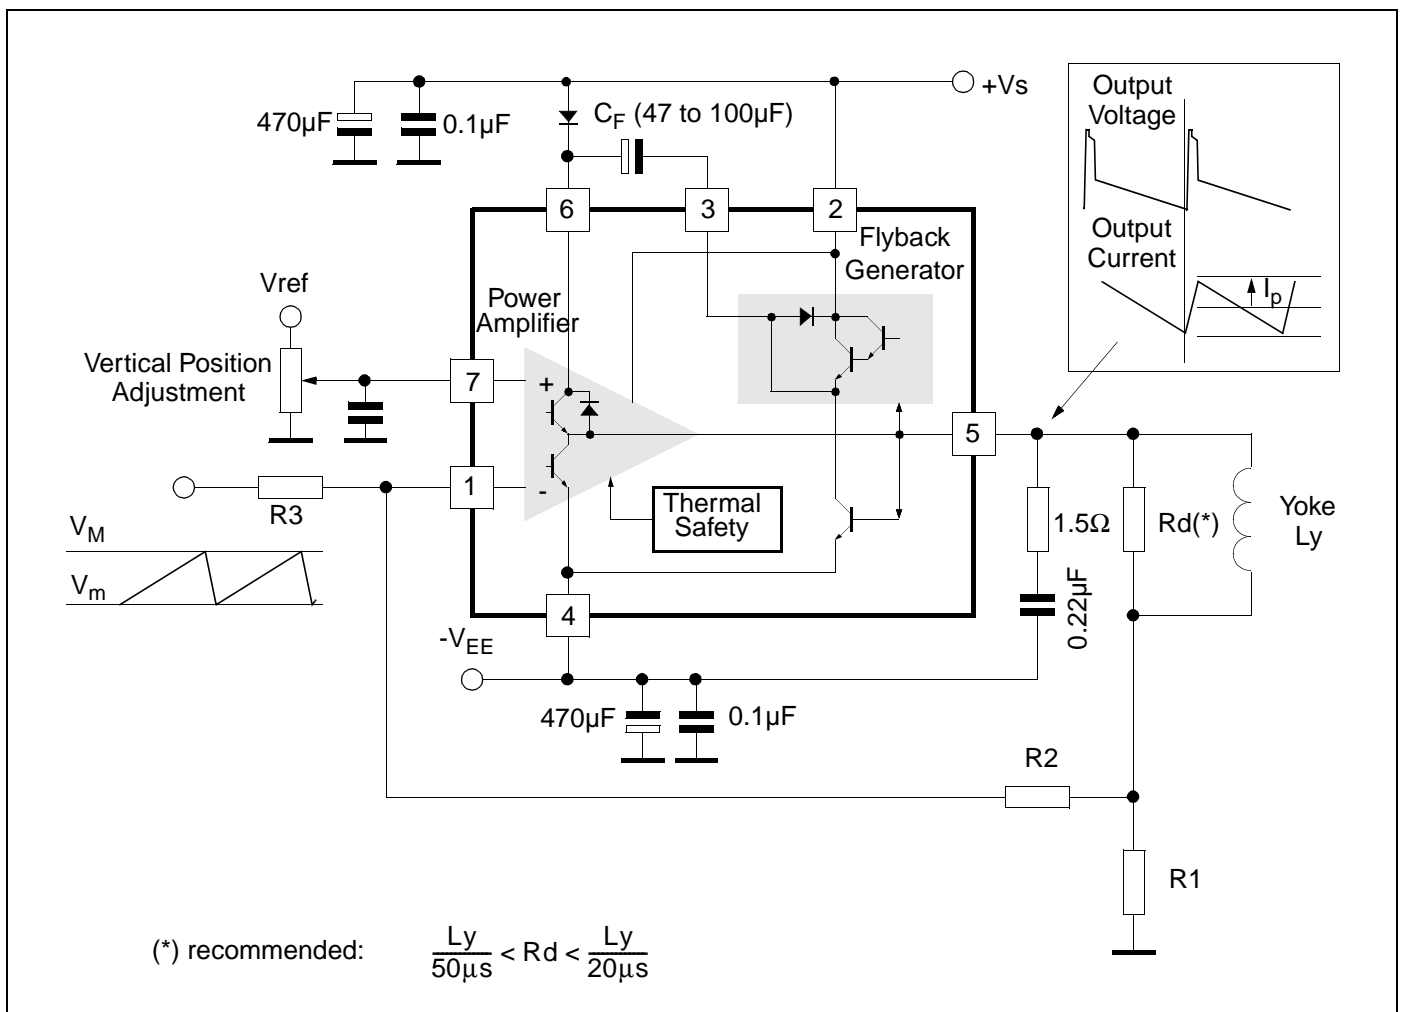 +Vs
Output
Voltage
470µF
0.1µF
C_F (47 to 100µF)
6
3
2
Flyback
Generator
Output
Current
I_p
Vref
Power
Amplifier
Vertical Position
Adjustment
7
+
5
1
-
R3
Thermal
Safety
1.5Ω
Rd(*)
Yoke
Ly
V_M
V_m
4
0.22µF
-V_EE
470µF
0.1µF
R2
R1
(*) recommended:
Ly/50µs < Rd < Ly/20µs